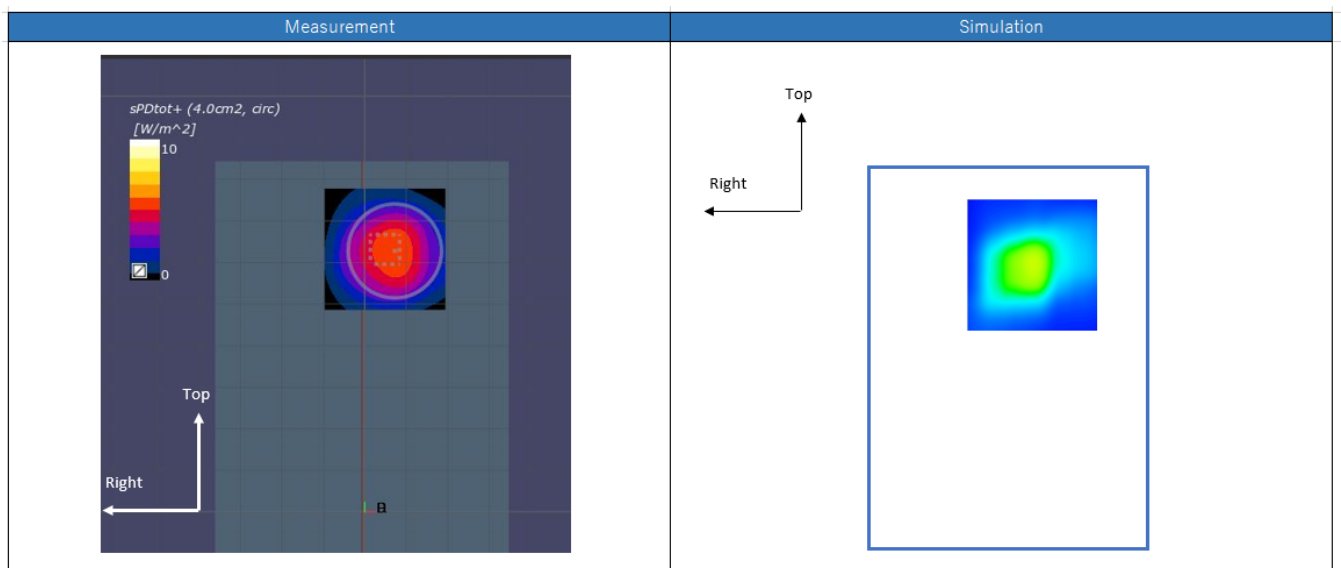 Measurement
Simulation
sPDtot+ (4.0cm2, circ)
[W/m^2]
10
0
Top
Right
Top
Right